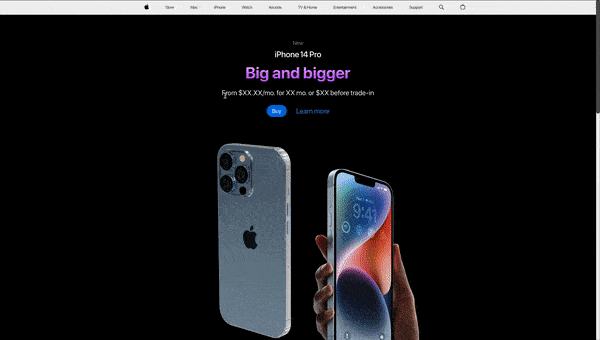 Store Mac iPhone Watch AirPods TV & Home Entertainment Accessories Support
New
iPhone 14 Pro
Big and bigger
From $XX.XX/mo. for XX mo. or $XX before trade-in
Buy Learn more
9:41